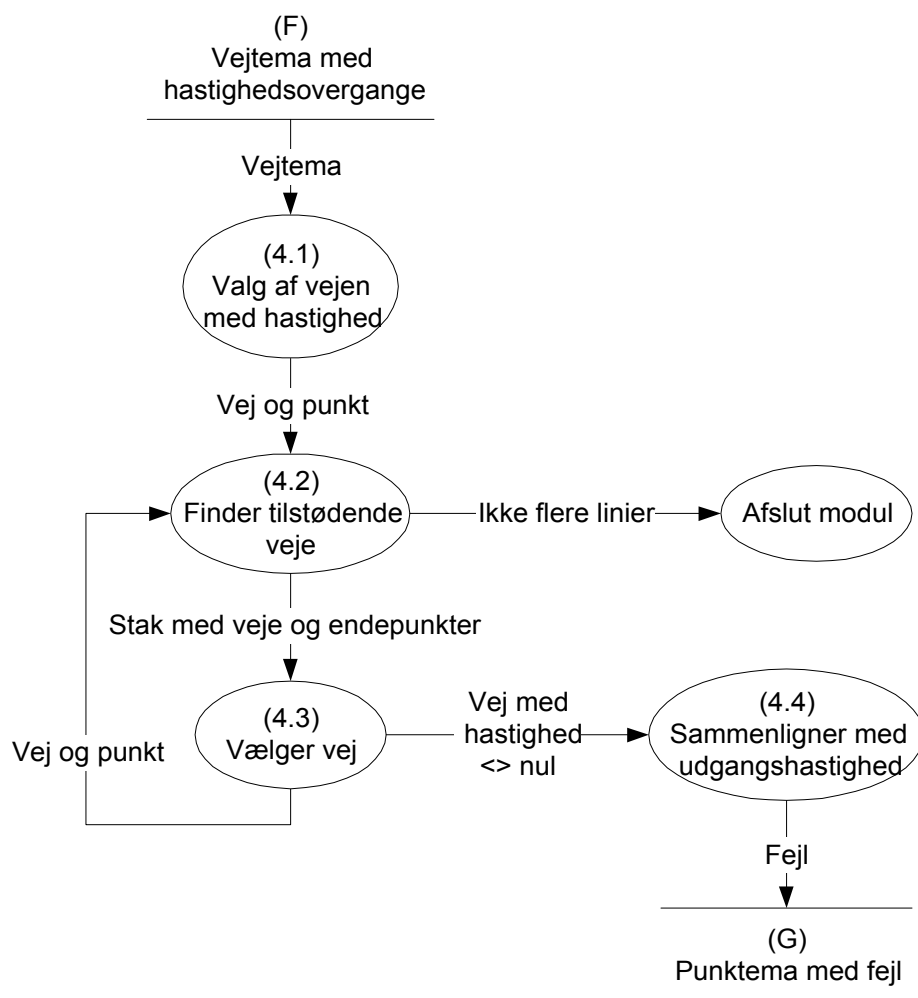 (F)
Vejtema med
hastighedsovergange
Vejtema
(4.1)
Valg af vejen
med hastighed
Vej og punkt
(4.2)
Finder tilstødende
veje
Ikke flere linier
Afslut modul
Stak med veje og endepunkter
(4.3)
Vælger vej
Vej med
hastighed
<> nul
(4.4)
Sammenligner med
udgangshastighed
Vej og punkt
Fejl
(G)
Punktema med fejl